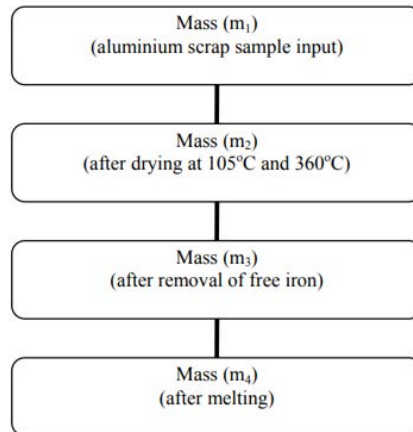 Mass (m₁)
(aluminium scrap sample input)
Mass (m₂)
(after drying at 105°C and 360°C)
Mass (m₃)
(after removal of free iron)
Mass (m₄)
(after melting)